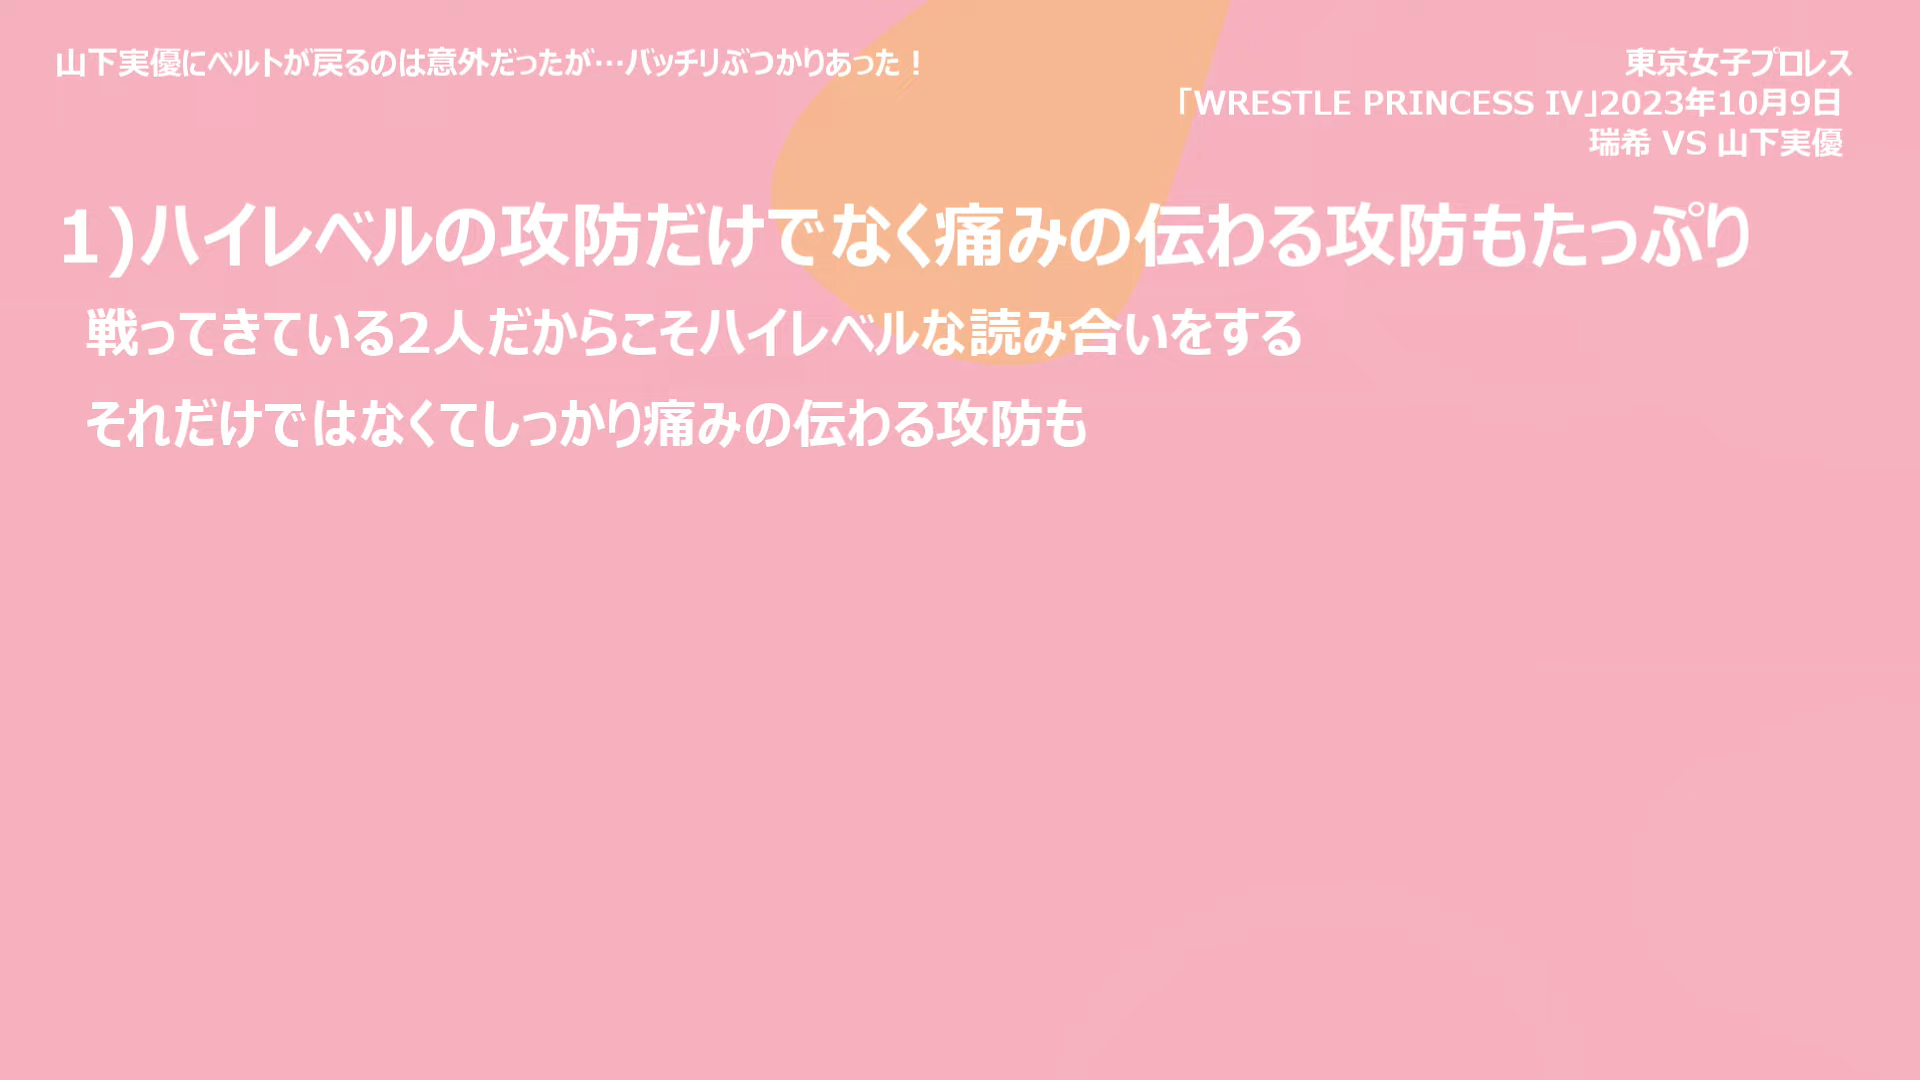 山下実優にベルトが戻るのは意外だったが…バッチリぶつかりあった！
東京女子プロレス
「WRESTLE PRINCESS IV」2023年10月9日
瑞希 VS 山下実優
1)ハイレベルの攻防だけでなく痛みの伝わる攻防もたっぷり
戦ってきている2人だからこそハイレベルな読み合いをする
それだけではなくてしっかり痛みの伝わる攻防も